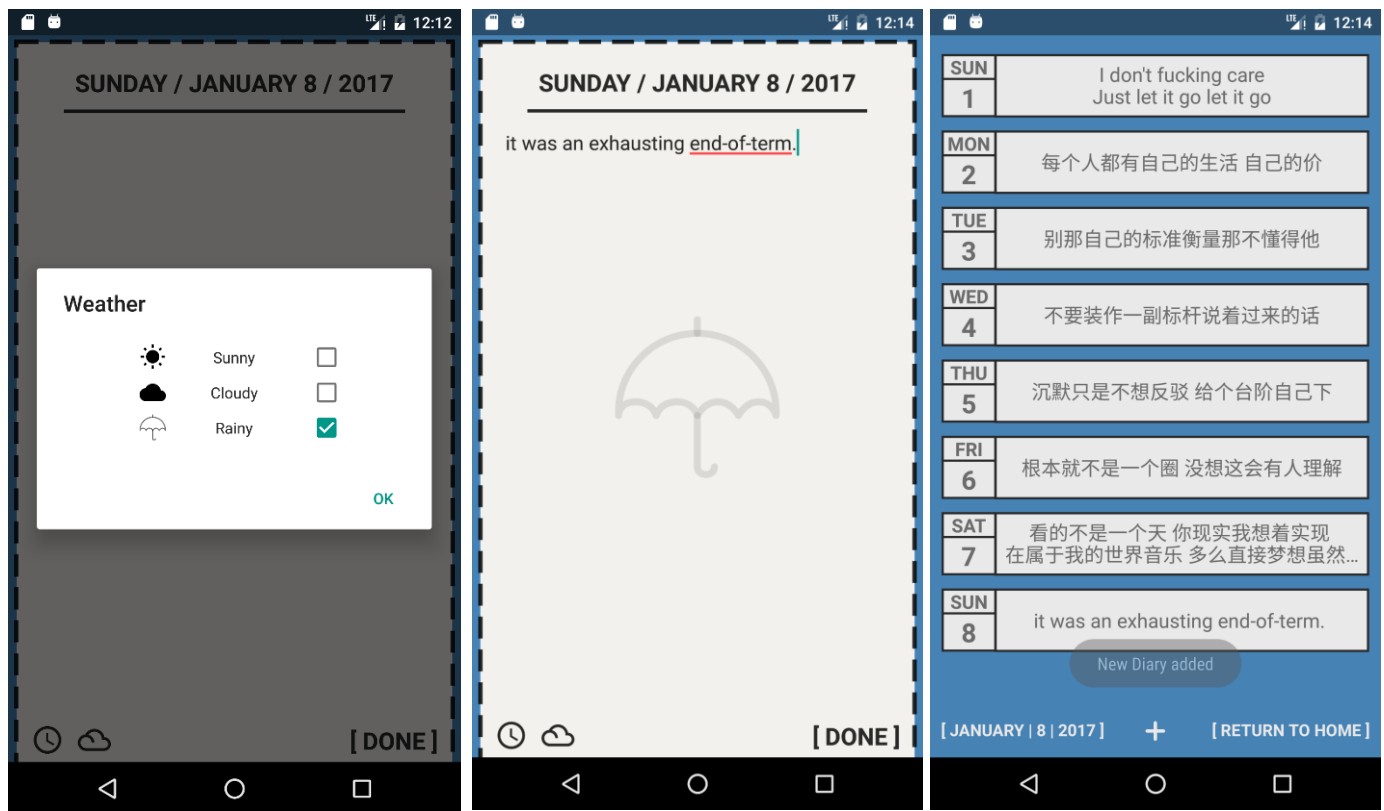 LTE 12:12
SUNDAY / JANUARY 8 / 2017
Weather
Sunny
Cloudy
Rainy
OK
[ DONE ]
LTE 12:14
SUNDAY / JANUARY 8 / 2017
it was an exhausting end-of-term.
[ DONE ]
LTE 12:14
SUN
1
I don't fucking care
Just let it go let it go
MON
2
每个人都有自己的生活 自己的价
TUE
3
别那自己的标准衡量那不懂得他
WED
4
不要装作一副标杆说着过来的话
THU
5
沉默只是不想反驳 给个台阶自己下
FRI
6
根本就不是一个圈 没想这会有人理解
SAT
7
看的不是一个天 你现实我想着实现
在属于我的世界音乐 多么直接梦想虽然...
SUN
8
it was an exhausting end-of-term.
New Diary added
[ JANUARY | 8 | 2017 ]
+
[ RETURN TO HOME ]